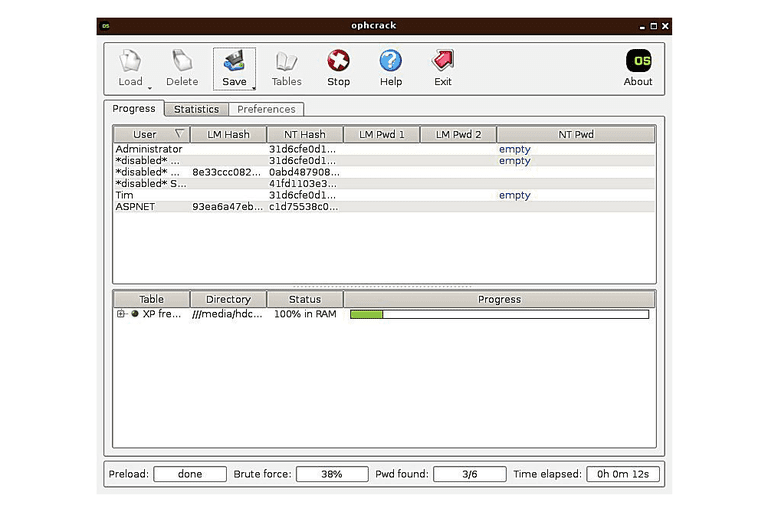 OS ophcrack
Load Delete Save Tables Stop Help Exit OS About
Progress Statistics Preferences
User LM Hash NT Hash LM Pwd 1 LM Pwd 2 NT Pwd
Administrator 31d6cfe0d1... empty
*disabled* ... 31d6cfe0d1... empty
*disabled* ... 8e33ccc082... 0abd487908...
*disabled* S... 41fd1103e3...
Tim 31d6cfe0d1... empty
ASPNET 93ea6a47eb... c1d75538c0...
Table Directory Status Progress
XP fre... ///media/hdc... 100% in RAM
Preload: done Brute force: 38% Pwd found: 3/6 Time elapsed: 0h 0m 12s